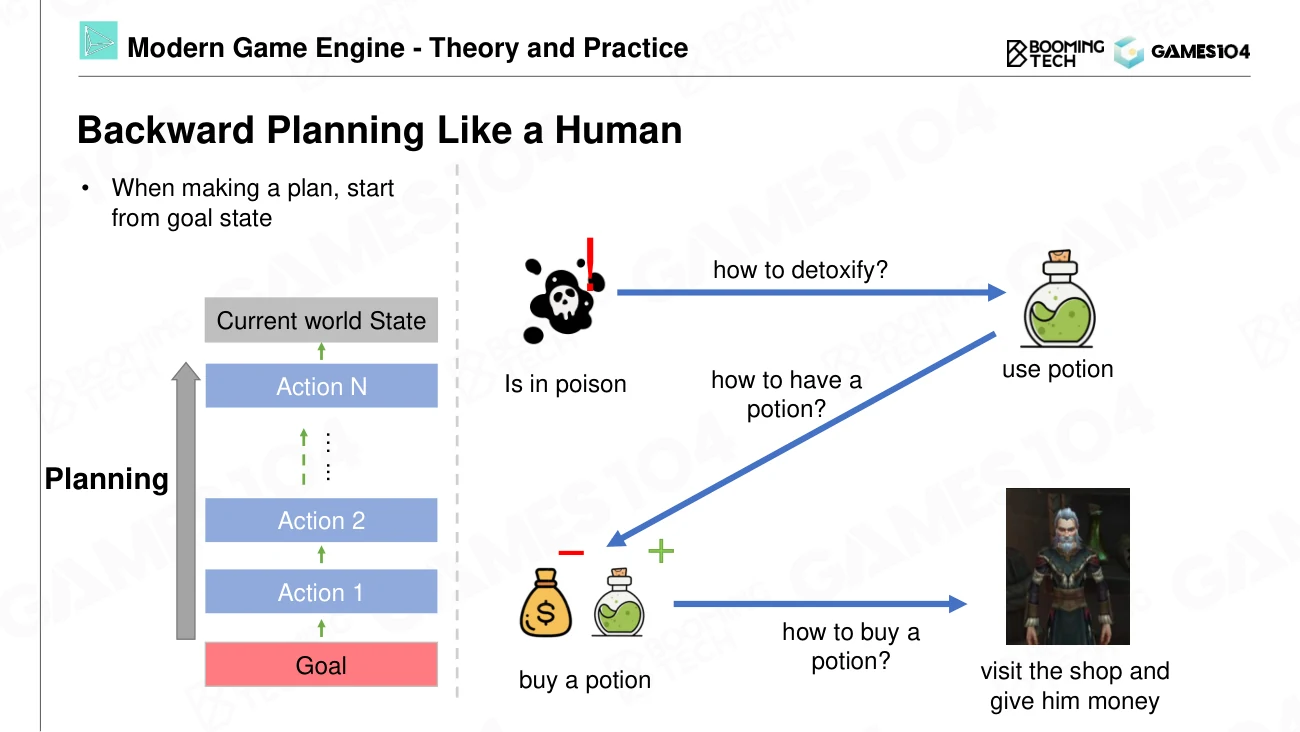 Modern Game Engine - Theory and Practice
BOOMING
TECH
GAMES104
Backward Planning Like a Human
• When making a plan, start
from goal state
Current world State
Action N
Action 2
Action 1
Goal
Planning
how to detoxify?
Is in poison
use potion
how to have a
potion?
$
buy a potion
how to buy a
potion?
visit the shop and
give him money